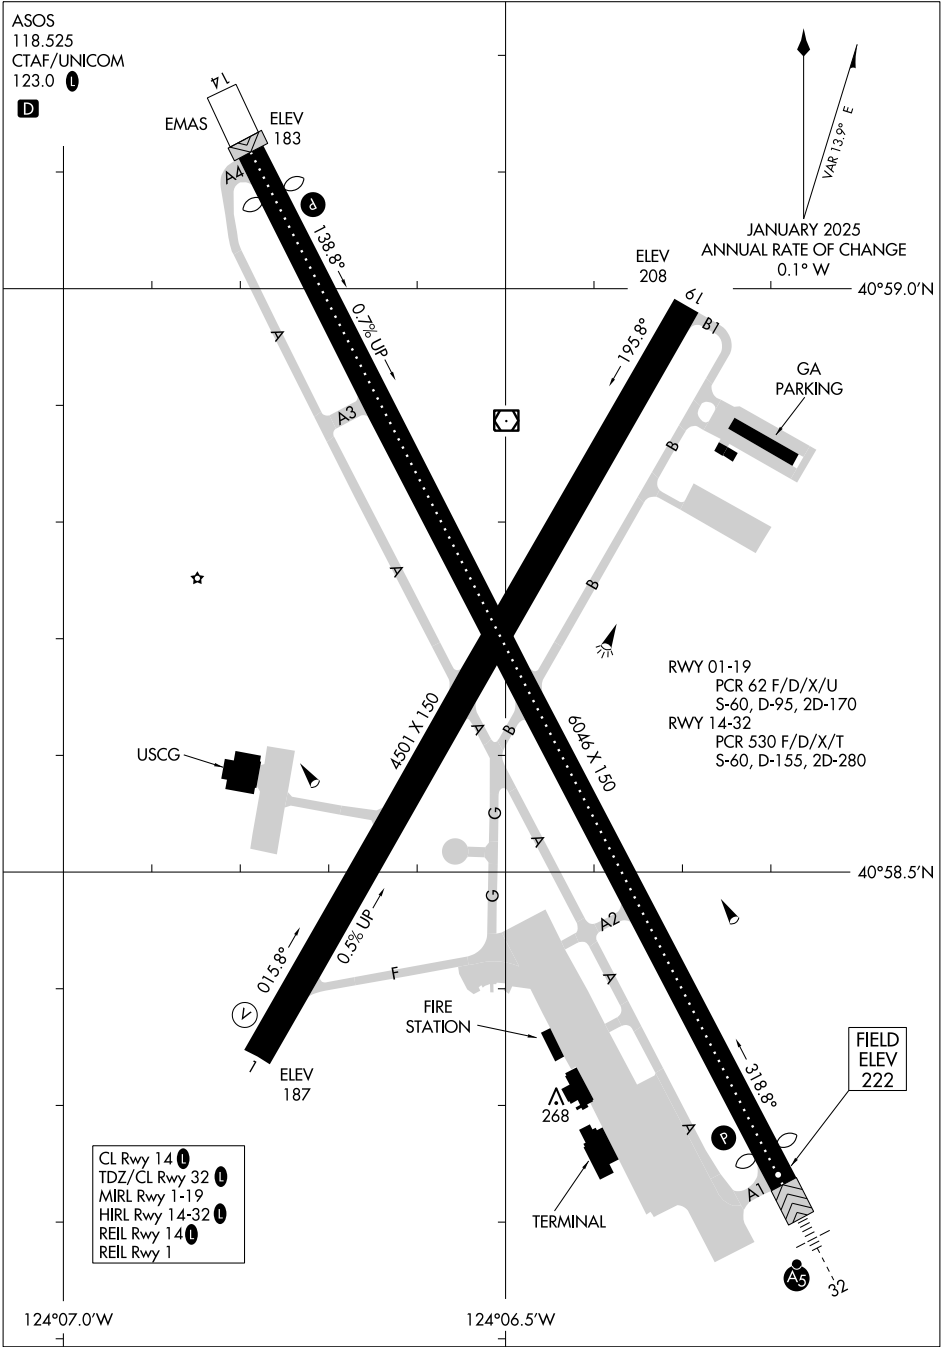 ASOS
118.525
CTAF/UNICOM
123.0 L
D
14
EMAS
ELEV
183
A4
P
138.8°
0.7% UP
VAR 13.9° E
JANUARY 2025
ANNUAL RATE OF CHANGE
0.1° W
ELEV
208
40°59.0'N
19
B1
195.8°
A
A3
GA
PARKING
B
A
B
RWY 01-19
PCR 62 F/D/X/U
S-60, D-95, 2D-170
RWY 14-32
PCR 530 F/D/X/T
S-60, D-155, 2D-280
4501 X 150
A
B
6046 X 150
USCG
G
A
40°58.5'N
G
A2
015.8°
0.5% UP
F
A
V
FIRE
STATION
FIELD
ELEV
222
318.8°
1
ELEV
187
268
A
P
TERMINAL
A1
CL Rwy 14 L
TDZ/CL Rwy 32 L
MIRL Rwy 1-19
HIRL Rwy 14-32 L
REIL Rwy 14 L
REIL Rwy 1
A5
32
124°07.0'W
124°06.5'W